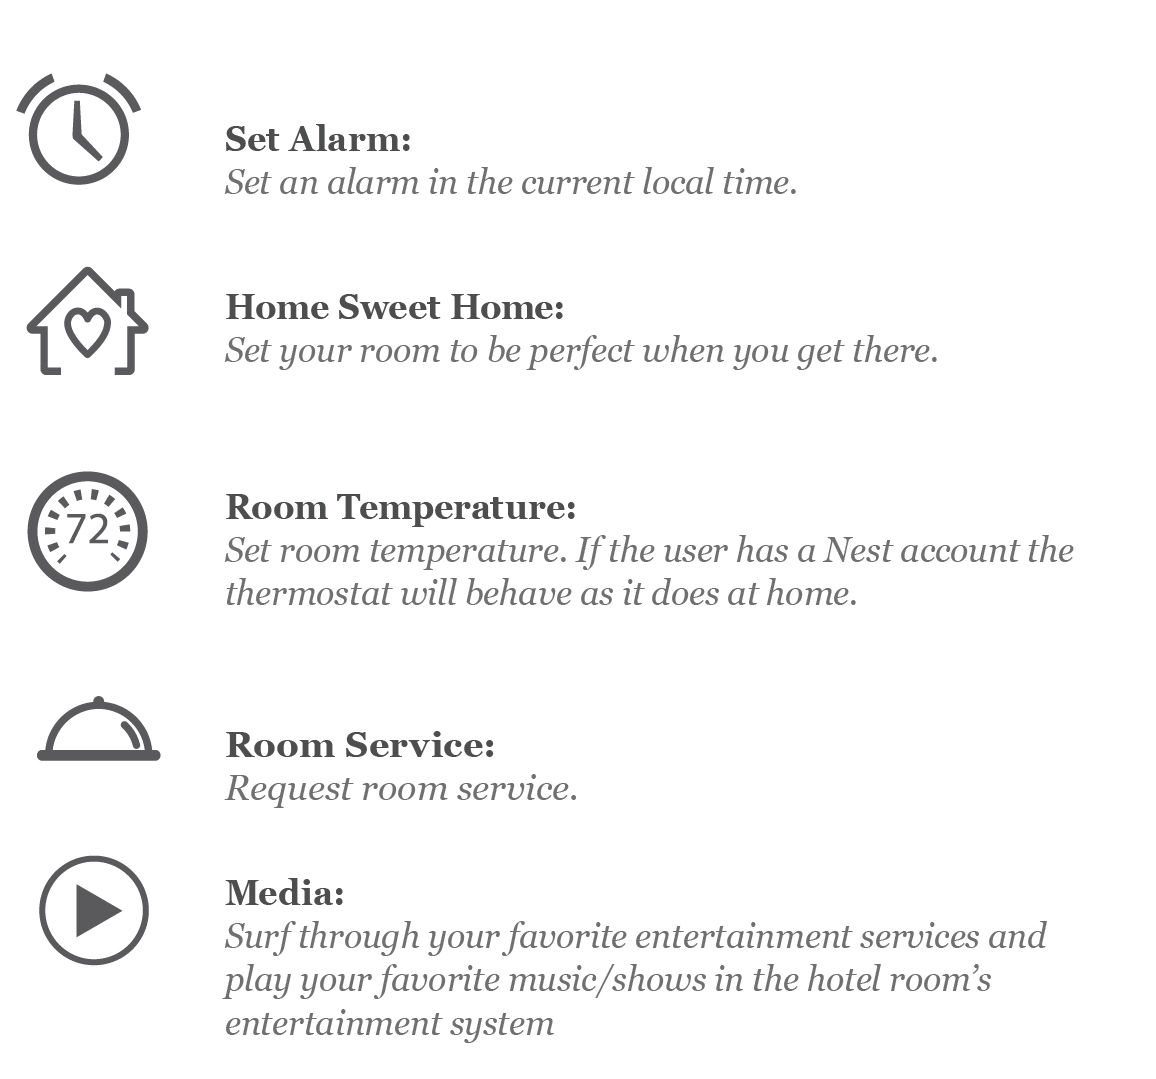 Set Alarm:
Set an alarm in the current local time.
Home Sweet Home:
Set your room to be perfect when you get there.
72
Room Temperature:
Set room temperature. If the user has a Nest account the
thermostat will behave as it does at home.
Room Service:
Request room service.
Media:
Surf through your favorite entertainment services and
play your favorite music/shows in the hotel room’s
entertainment system